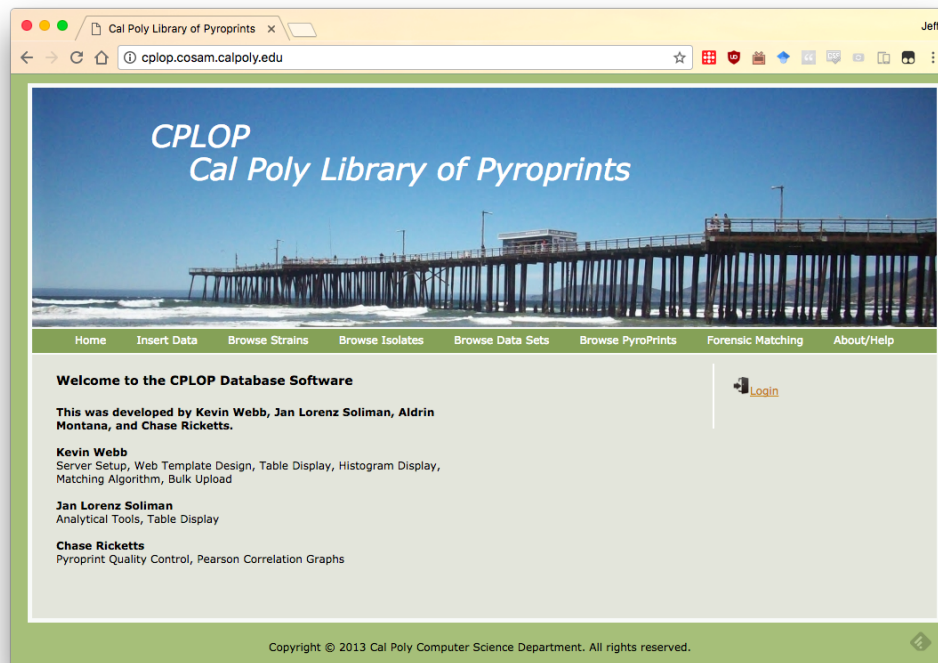 Cal Poly Library of Pyroprints
Jeff
cplop.cosam.calpoly.edu
CPLOP
Cal Poly Library of Pyroprints
Home Insert Data Browse Strains Browse Isolates Browse Data Sets Browse PyroPrints Forensic Matching About/Help
Welcome to the CPLOP Database Software
Login
This was developed by Kevin Webb, Jan Lorenz Soliman, Aldrin
Montana, and Chase Ricketts.
Kevin Webb
Server Setup, Web Template Design, Table Display, Histogram Display,
Matching Algorithm, Bulk Upload
Jan Lorenz Soliman
Analytical Tools, Table Display
Chase Ricketts
Pyroprint Quality Control, Pearson Correlation Graphs
Copyright © 2013 Cal Poly Computer Science Department. All rights reserved.